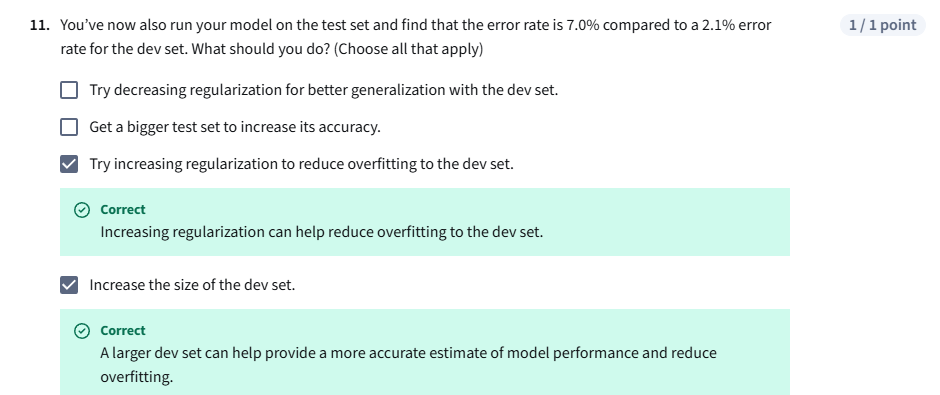 11. You've now also run your model on the test set and find that the error rate is 7.0% compared to a 2.1% error
rate for the dev set. What should you do? (Choose all that apply)
1 / 1 point
Try decreasing regularization for better generalization with the dev set.
Get a bigger test set to increase its accuracy.
Try increasing regularization to reduce overfitting to the dev set.
Correct
Increasing regularization can help reduce overfitting to the dev set.
Increase the size of the dev set.
Correct
A larger dev set can help provide a more accurate estimate of model performance and reduce
overfitting.